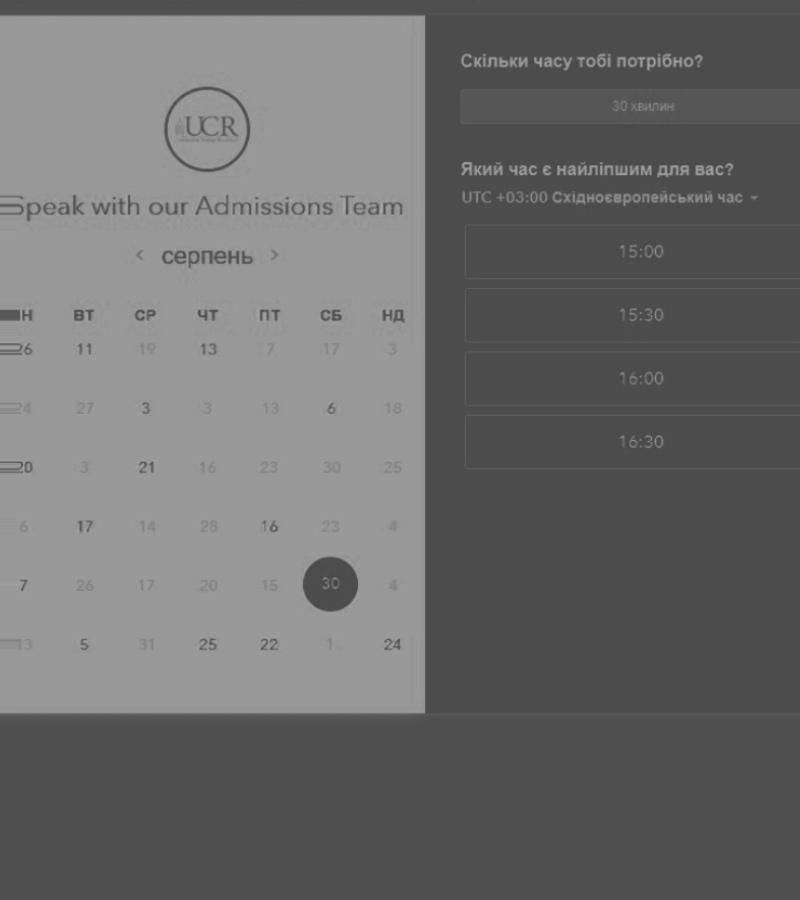 UCR
Speak with our Admissions Team
серпень
Н ВТ СР ЧТ ПТ СБ НД
6 11 19 13 7 17 3
4 27 3 3 13 6 18
20 3 21 16 23 30 25
6 17 14 28 16 23 4
7 26 17 20 15 30 4
3 5 31 25 22 1 24
Скільки часу тобі потрібно?
30 хвилин
Який час є найліпшим для вас?
UTC +03:00 Східноєвропейський час
15:00
15:30
16:00
16:30